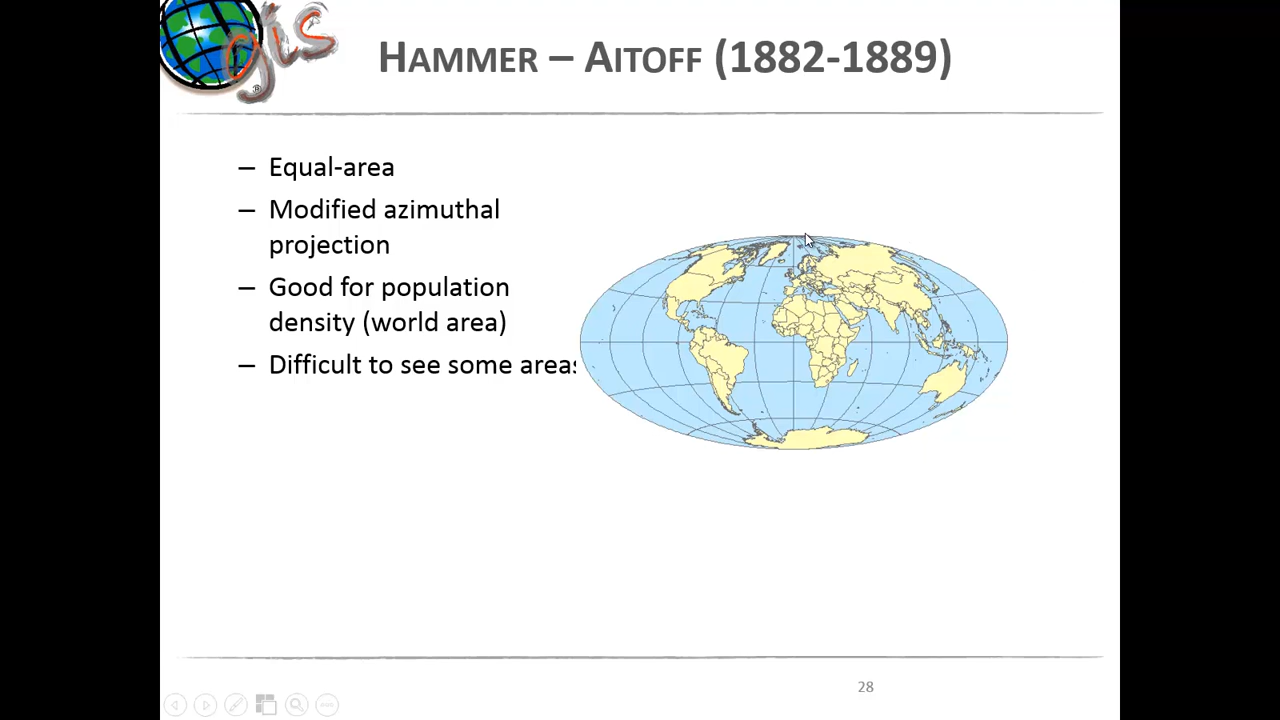 gis
HAMMER – AITOFF (1882-1889)
– Equal-area
– Modified azimuthal
projection
– Good for population
density (world area)
– Difficult to see some areas
28